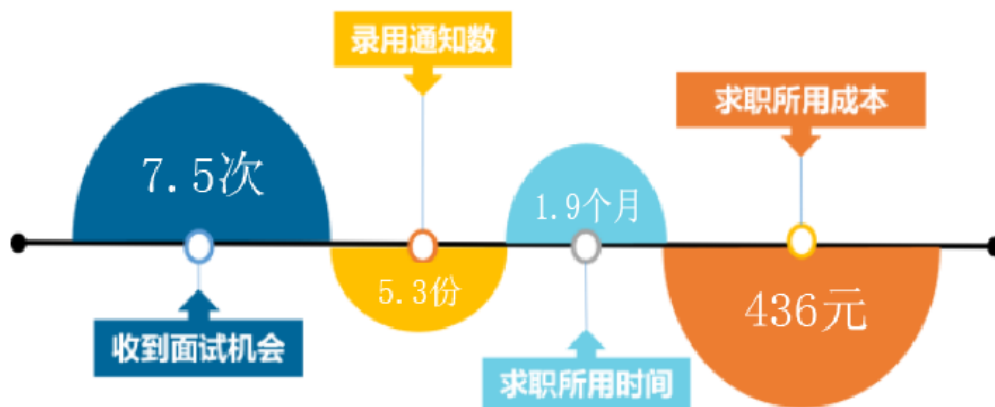 录用通知数
求职所用成本
7.5次
1.9个月
5.3份
436元
收到面试机会
求职所用时间